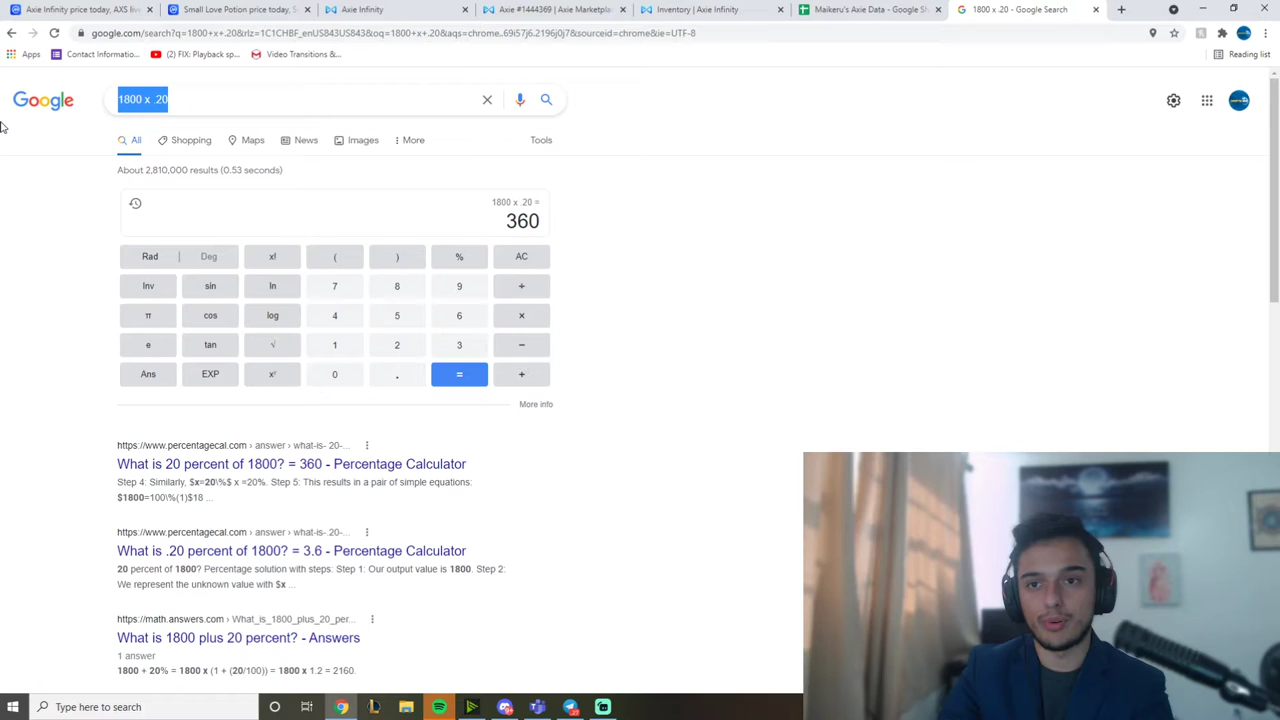 Axie Infinity price today, AXS live
Small Love Potion price today, S
Axie Infinity
Axie #1444369 | Axie Marketplac
Inventory | Axie Infinity
Maikeru's Axie Data - Google Sh
1800 x .20 - Google Search
google.com/search?q=1800+x+.20&rlz=1C1CHBF_enUS843US843&oq=1800+x+.20&aqs=chrome..69i57j6.2196j0j7&sourceid=chrome&ie=UTF-8
Apps
Contact Informatio...
(2) FIX: Playback sp...
Video Transitions &...
Reading list
Google
1800 x .20
All
Shopping
Maps
News
Images
More
Tools
About 2,810,000 results (0.53 seconds)
1800 x .20 =
360
Rad | Deg x! ( ) % AC
Inv sin ln 7 8 9 ÷
π cos log 4 5 6 ×
e tan √ 1 2 3 −
Ans EXP xʸ 0 . = +
More info
https://www.percentagecal.com › answer › what-is- 20-...
What is 20 percent of 1800? = 360 - Percentage Calculator
Step 4: Similarly, $x=20\%$ x =20%. Step 5: This results in a pair of simple equations:
$1800=100\%(1)$18 ...
https://www.percentagecal.com › answer › what-is-.20-...
What is .20 percent of 1800? = 3.6 - Percentage Calculator
20 percent of 1800? Percentage solution with steps: Step 1: Our output value is 1800. Step 2:
We represent the unknown value with $x ...
https://math.answers.com › What_is_1800_plus_20_per...
What is 1800 plus 20 percent? - Answers
1 answer
1800 + 20% = 1800 x (1 + (20/100)) = 1800 x 1.2 = 2160.
Type here to search